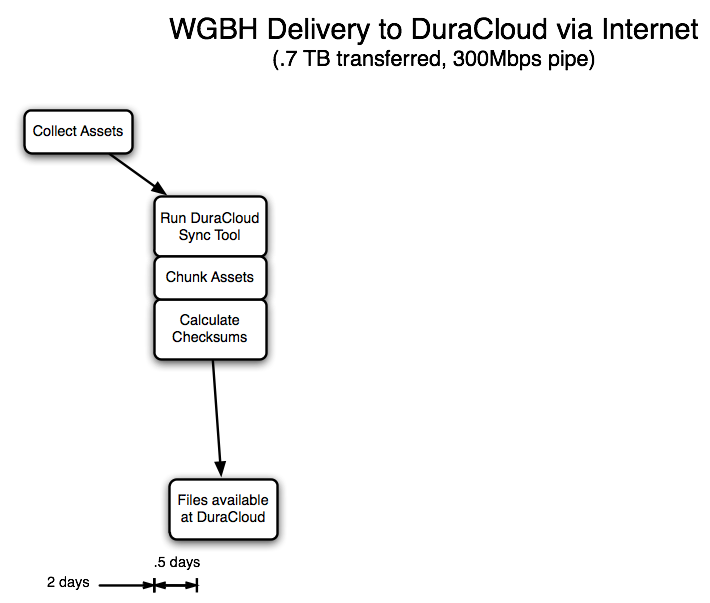 WGBH Delivery to DuraCloud via Internet
(.7 TB transferred, 300Mbps pipe)
Collect Assets
Run DuraCloud
Sync Tool
Chunk Assets
Calculate
Checksums
Files available
at DuraCloud
.5 days
2 days